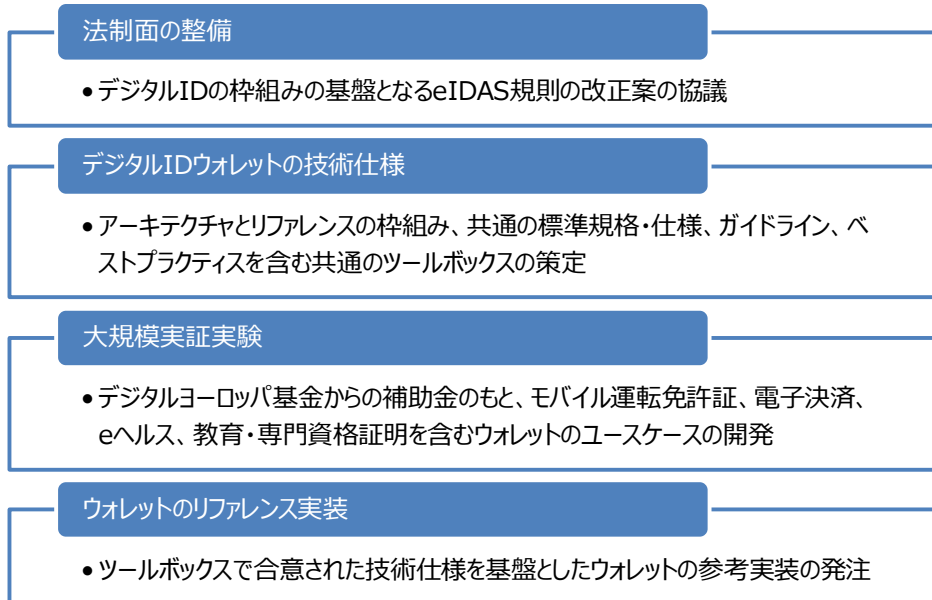 法制面の整備
•デジタルIDの枠組みの基盤となるeIDAS規則の改正案の協議
デジタルIDウォレットの技術仕様
•アーキテクチャとリファレンスの枠組み、共通の標準規格・仕様、ガイドライン、ベ
ストプラクティスを含む共通のツールボックスの策定
大規模実証実験
•デジタルヨーロッパ基金からの補助金のもと、モバイル運転免許証、電子決済、
eヘルス、教育・専門資格証明を含むウォレットのユースケースの開発
ウォレットのリファレンス実装
•ツールボックスで合意された技術仕様を基盤としたウォレットの参考実装の発注